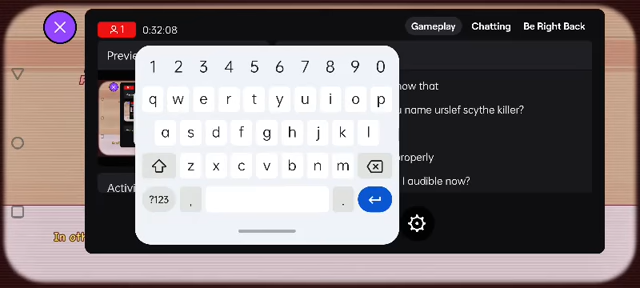 1 0:32:08 Gameplay Chatting Be Right Back
Previe
now that
name urslef scythe killer?
properly
I audible now?
Activi
In oth
1 2 3 4 5 6 7 8 9 0
q w e r t y u i o p
a s d f g h j k l
z x c v b n m
?123 , .